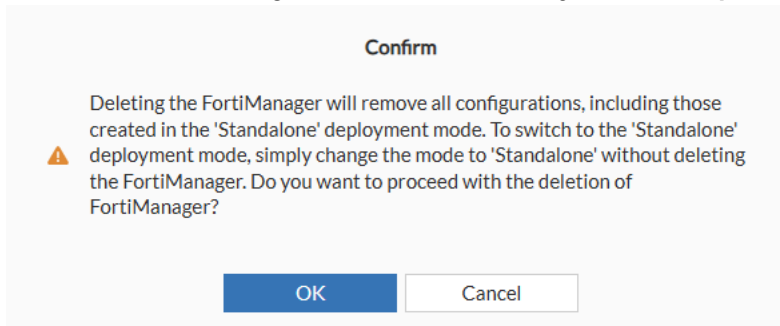 Confirm
Deleting the FortiManager will remove all configurations, including those
created in the 'Standalone' deployment mode. To switch to the 'Standalone'
deployment mode, simply change the mode to 'Standalone' without deleting
the FortiManager. Do you want to proceed with the deletion of
FortiManager?
OK
Cancel